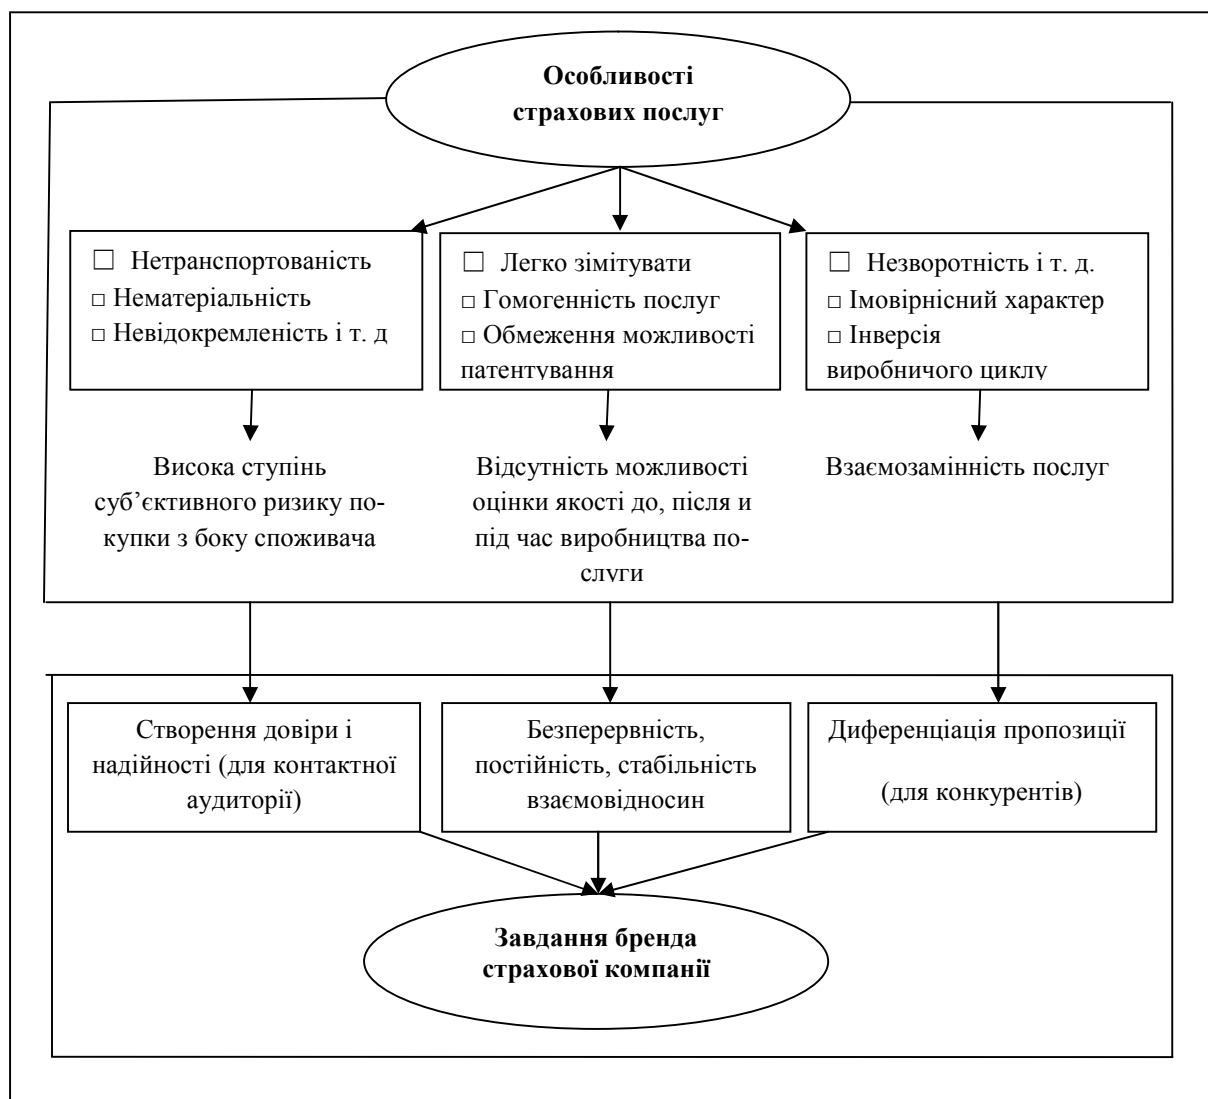 Особливості
страхових послуг
□ Нетранспортованість
□ Нематеріальність
□ Невідокремленість і т. д
□ Легко зімітувати
□ Гомогенність послуг
□ Обмеження можливості
патентування
□ Незворотність і т. д.
□ Імовірнісний характер
□ Інверсія
виробничого циклу
Висока ступінь
суб’єктивного ризику по-
купки з боку споживача
Відсутність можливості
оцінки якості до, після и
під час виробництва по-
слуги
Взаємозамінність послуг
Створення довіри і
надійності (для контактної
аудиторії)
Безперервність,
постійність, стабільність
взаємовідносин
Диференціація пропозиції
(для конкурентів)
Завдання бренда
страхової компанії